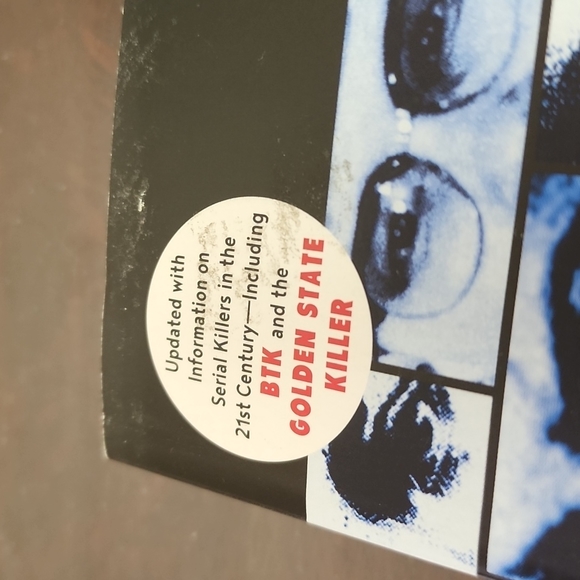 Updated with
Information on
Serial Killers in the
21st Century—Including
BTK and the
GOLDEN STATE
KILLER